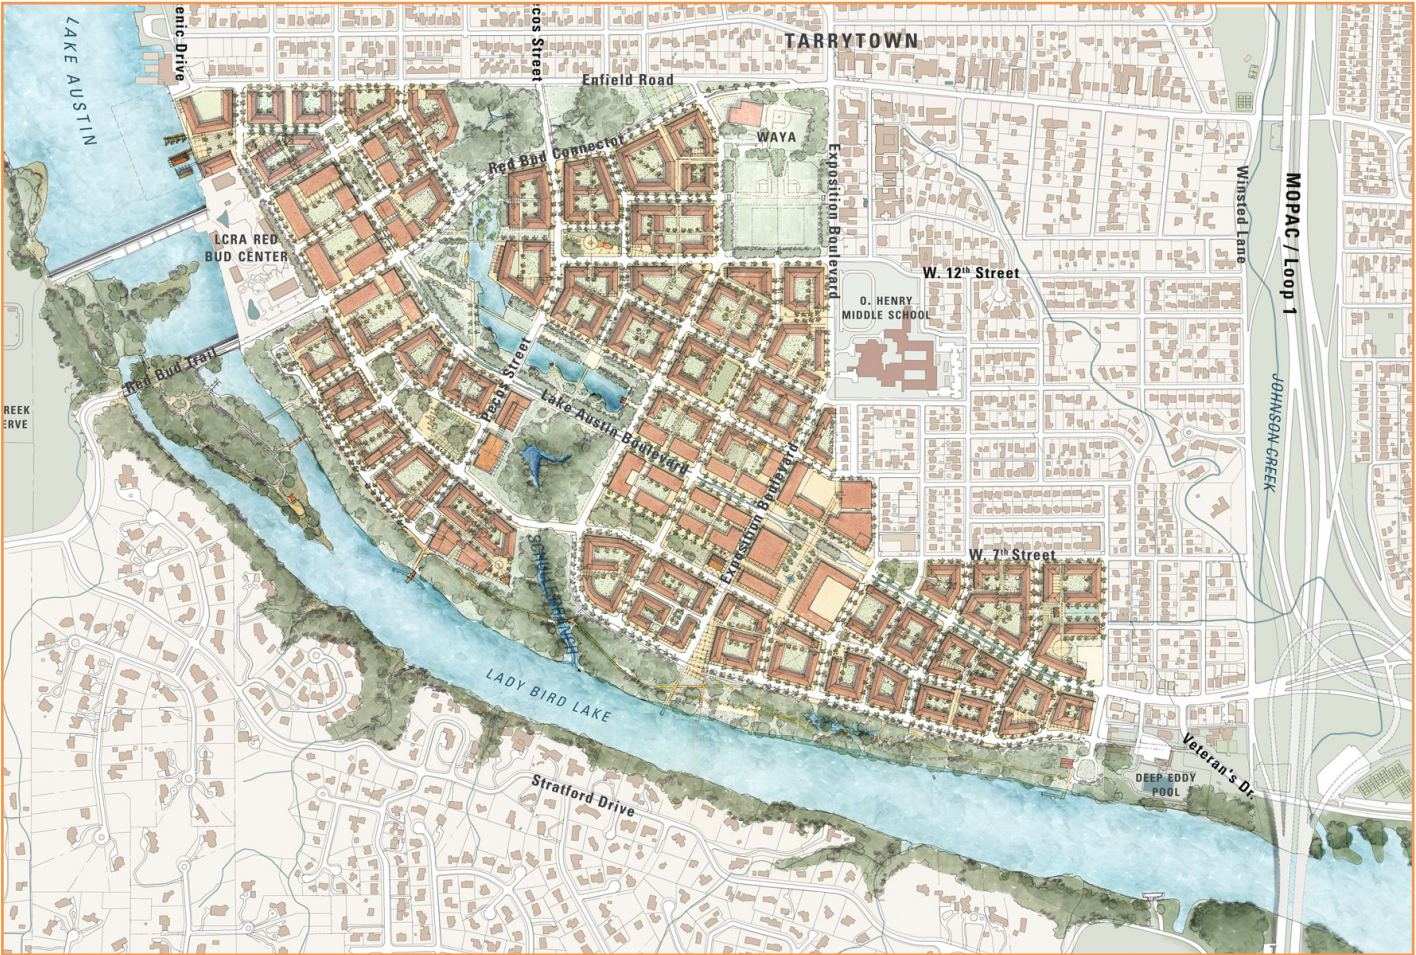 TARRYTOWN
enic Drive
cos Street
Enfield Road
LAKE AUSTIN
WAYA
Red Bud Connector
Exposition Boulevard
Winsted Lane
MOPAC / Loop 1
LCRA RED
BUD CENTER
W. 12th Street
O. HENRY
MIDDLE SCHOOL
Red Bud Trail
Pecos Street
Lake Austin Boulevard
REEK
ERVE
JOHNSON CREEK
Exposition Boulevard
W. 7th Street
SCHULL BRANCH
LADY BIRD LAKE
Veteran's Dr.
DEEP EDDY
POOL
Stratford Drive